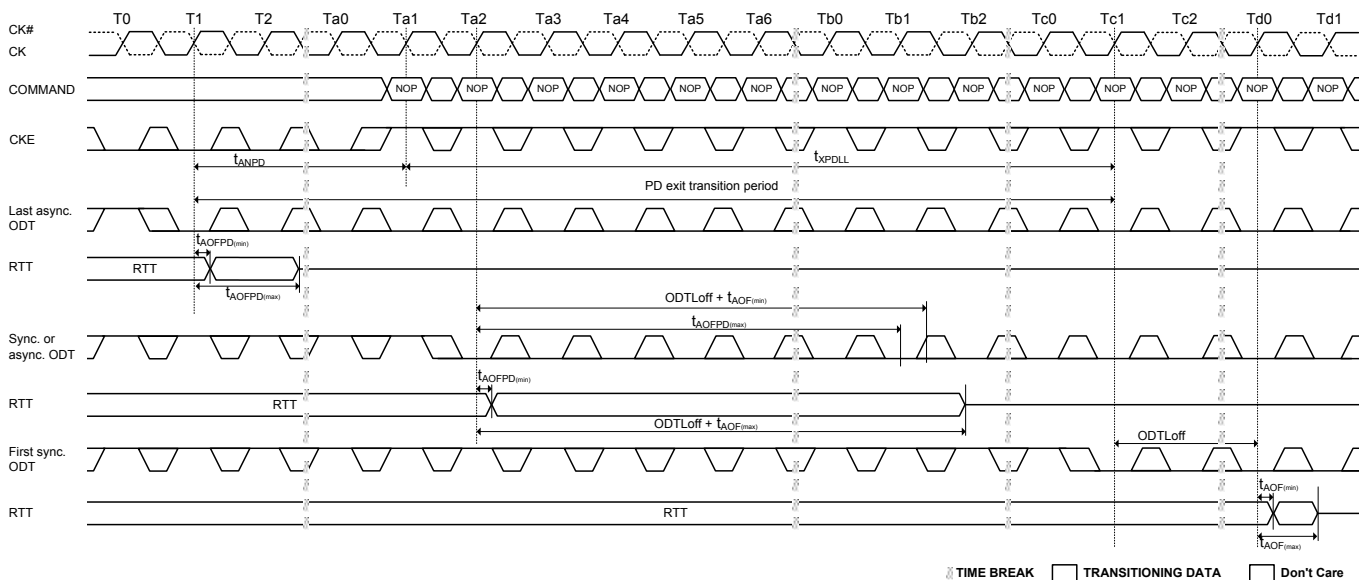 T0 T1 T2 Ta0 Ta1 Ta2 Ta3 Ta4 Ta5 Ta6 Tb0 Tb1 Tb2 Tc0 Tc1 Tc2 Td0 Td1
CK#
CK
COMMAND NOP NOP NOP NOP NOP NOP NOP NOP NOP NOP NOP NOP NOP NOP
CKE
tANPD tXPDLL
PD exit transition period
Last async.
ODT
tAOFPD(min)
RTT RTT
tAOFPD(max)
ODTLoff + tAOF(min)
tAOFPD(max)
Sync. or
async. ODT
tAOFPD(min)
RTT RTT
ODTLoff + tAOF(max)
ODTLoff
First sync.
ODT
tAOF(min)
RTT RTT
tAOF(max)
TIME BREAK TRANSITIONING DATA Don't Care